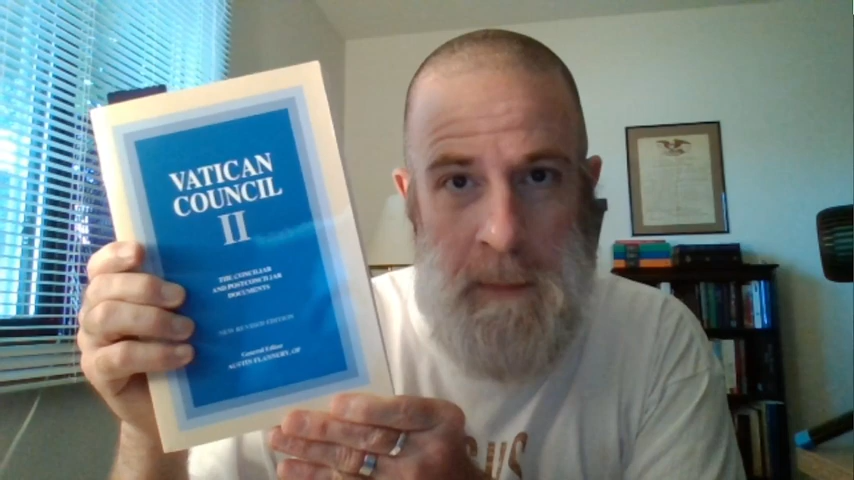 VATICAN
COUNCIL
II
THE CONCILIAR
AND POSTCONCILIAR
DOCUMENTS
NEW REVISED EDITION
General Editor
AUSTIN FLANNERY, OP